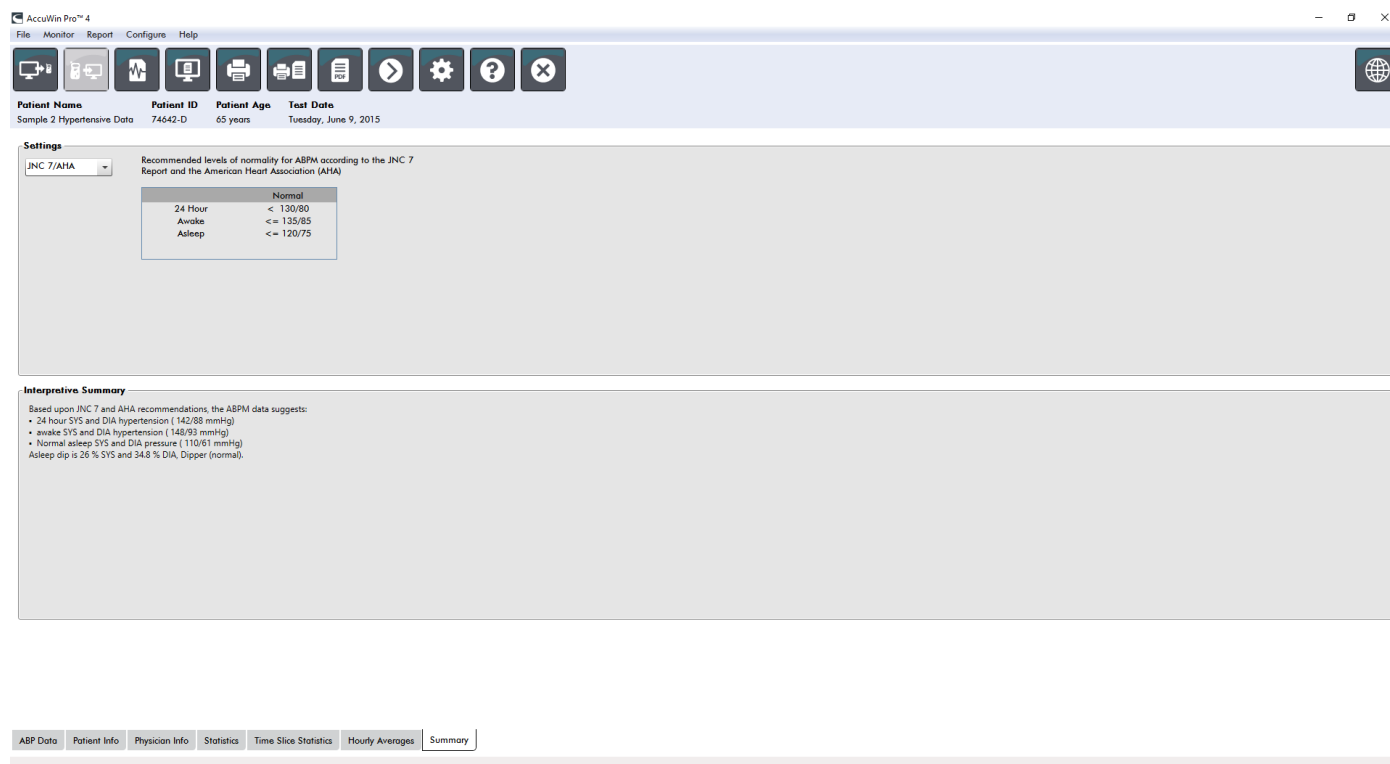 AccuWin Pro™ 4
File Monitor Report Configure Help
PDF
Patient Name Patient ID Patient Age Test Date
Sample 2 Hypertensive Data 74642-D 65 years Tuesday, June 9, 2015
Settings
JNC 7/AHA
Recommended levels of normality for ABPM according to the JNC 7
Report and the American Heart Association (AHA)
Normal
24 Hour < 130/80
Awake <= 135/85
Asleep <= 120/75
Interpretive Summary
Based upon JNC 7 and AHA recommendations, the ABPM data suggests:
• 24 hour SYS and DIA hypertension ( 142/88 mmHg)
• awake SYS and DIA hypertension ( 148/93 mmHg)
• Normal asleep SYS and DIA pressure ( 110/61 mmHg)
Asleep dip is 26 % SYS and 34.8 % DIA, Dipper (normal).
ABP Data Patient Info Physician Info Statistics Time Slice Statistics Hourly Averages Summary